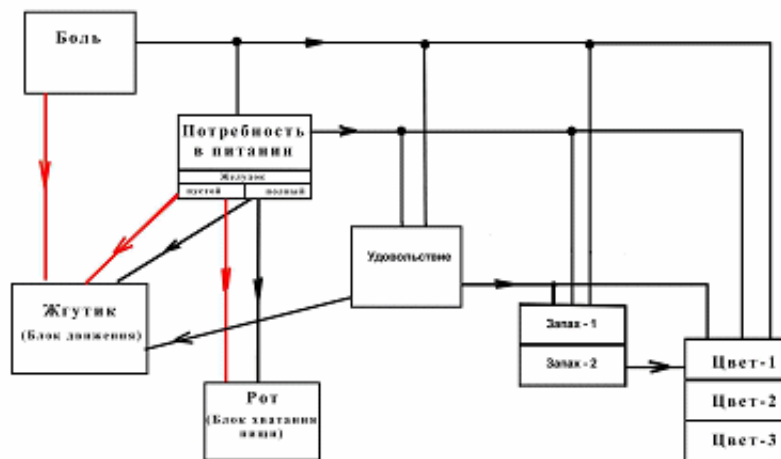 Боль
Потребность
в питании
Желудок
пустой
полный
Удовольствие
Жгутик
(Блок движения)
Запах - 1
Запах - 2
Цвет-1
Цвет-2
Цвет-3
Рот
(Блок хватания
пищи)